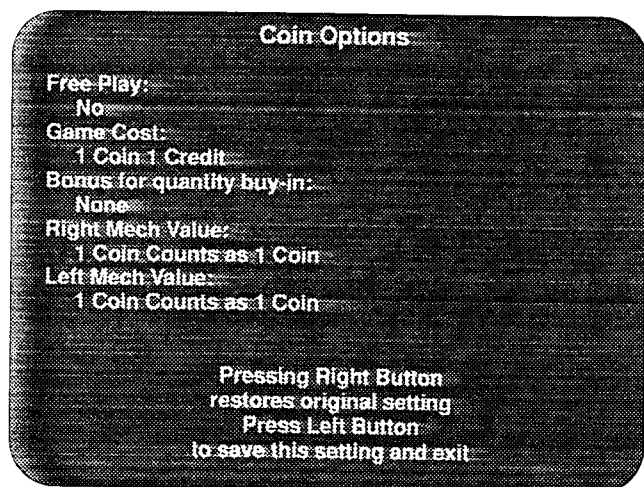 Coin Options
Free Play:
No
Game Cost:
1 Coin 1 Credit
Bonus for quantity buy-in:
None
Right Mech Value:
1 Coin Counts as 1 Coin
Left Mech Value:
1 Coin Counts as 1 Coin
Pressing Right Button
restores original setting
Press Left Button
to save this setting and exit